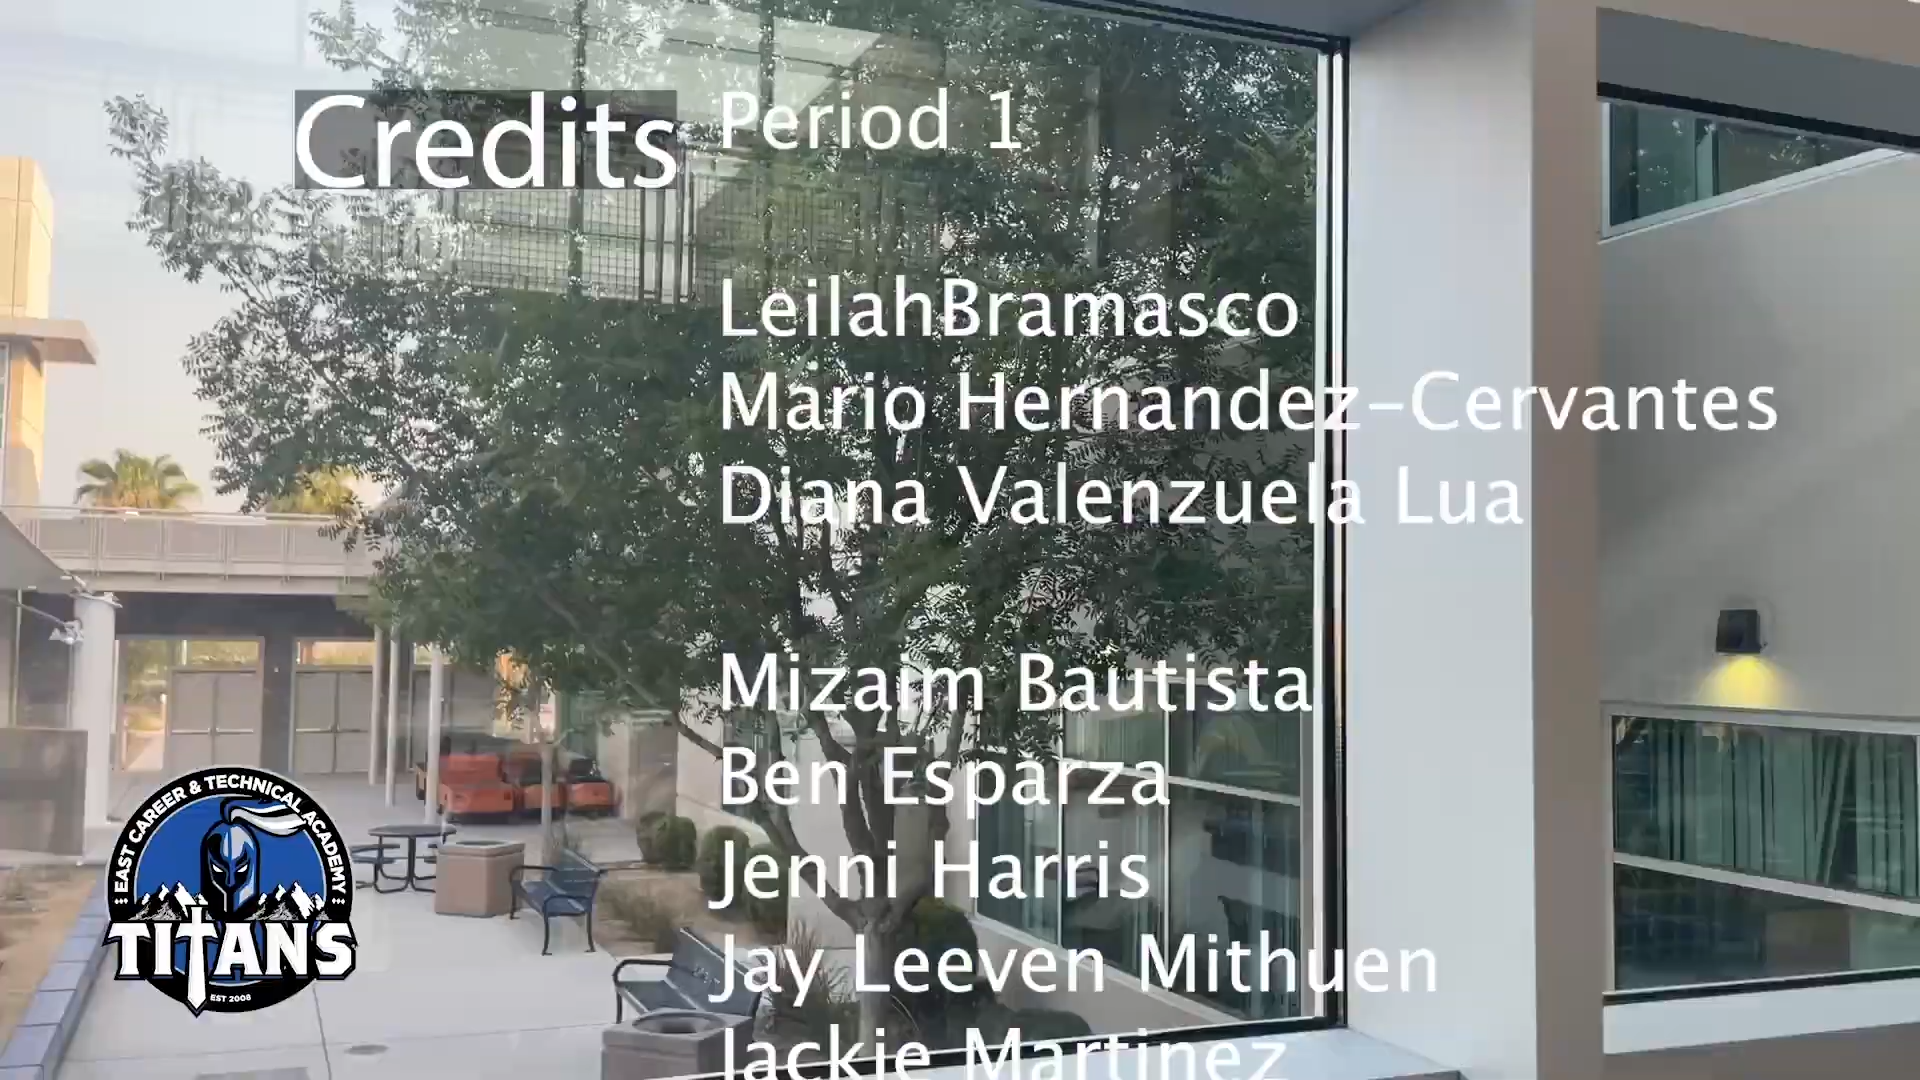 Credits
Period 1
LeilahBramasco
Mario Hernandez-Cervantes
Diana Valenzuela Lua
Mizaim Bautista
Ben Esparza
Jenni Harris
Jay Leeven Mithuen
Jackie Martinez
EAST CAREER & TECHNICAL ACADEMY
TITANS
EST 2008